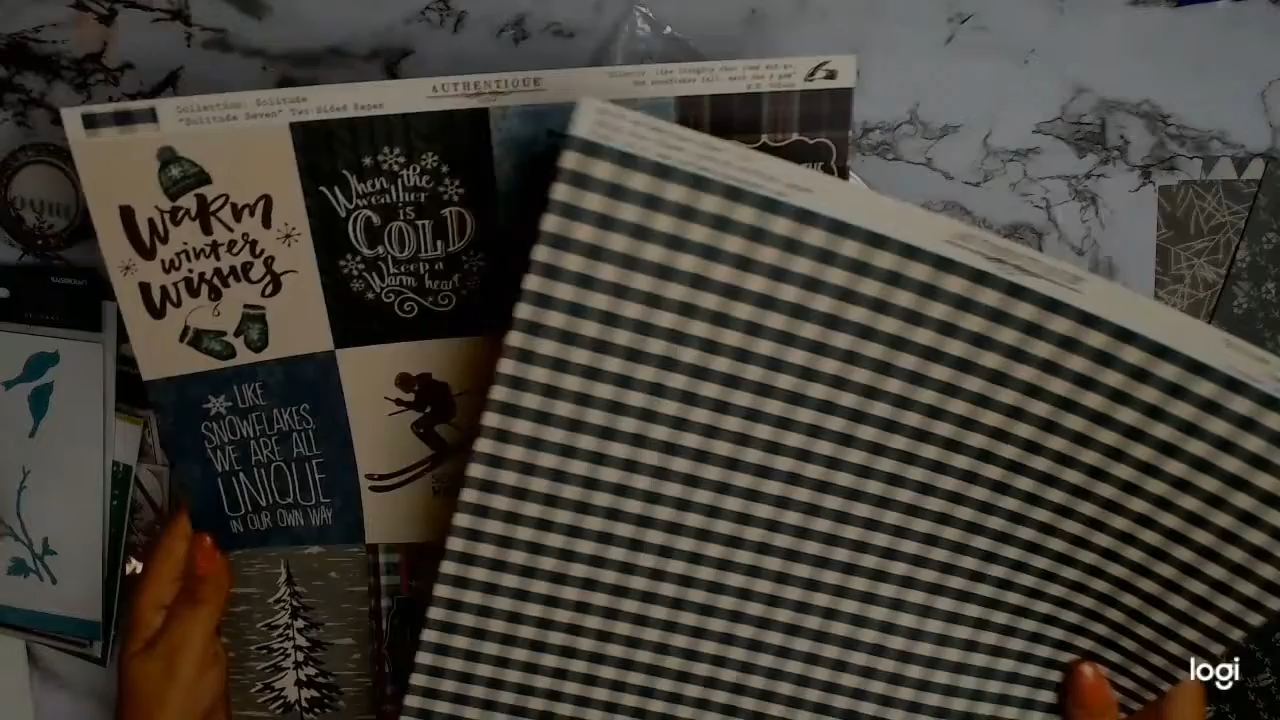 Collection: Solitude
"Solitude Seven" Two-Sided Paper
AUTHENTIQUE
WaRm
winter
wishes
When the
weather
is
COLD
keep a
Warm heart
LIKE
SNOWFLAKES,
WE ARE ALL
UNIQUE
IN OUR OWN WAY
logi